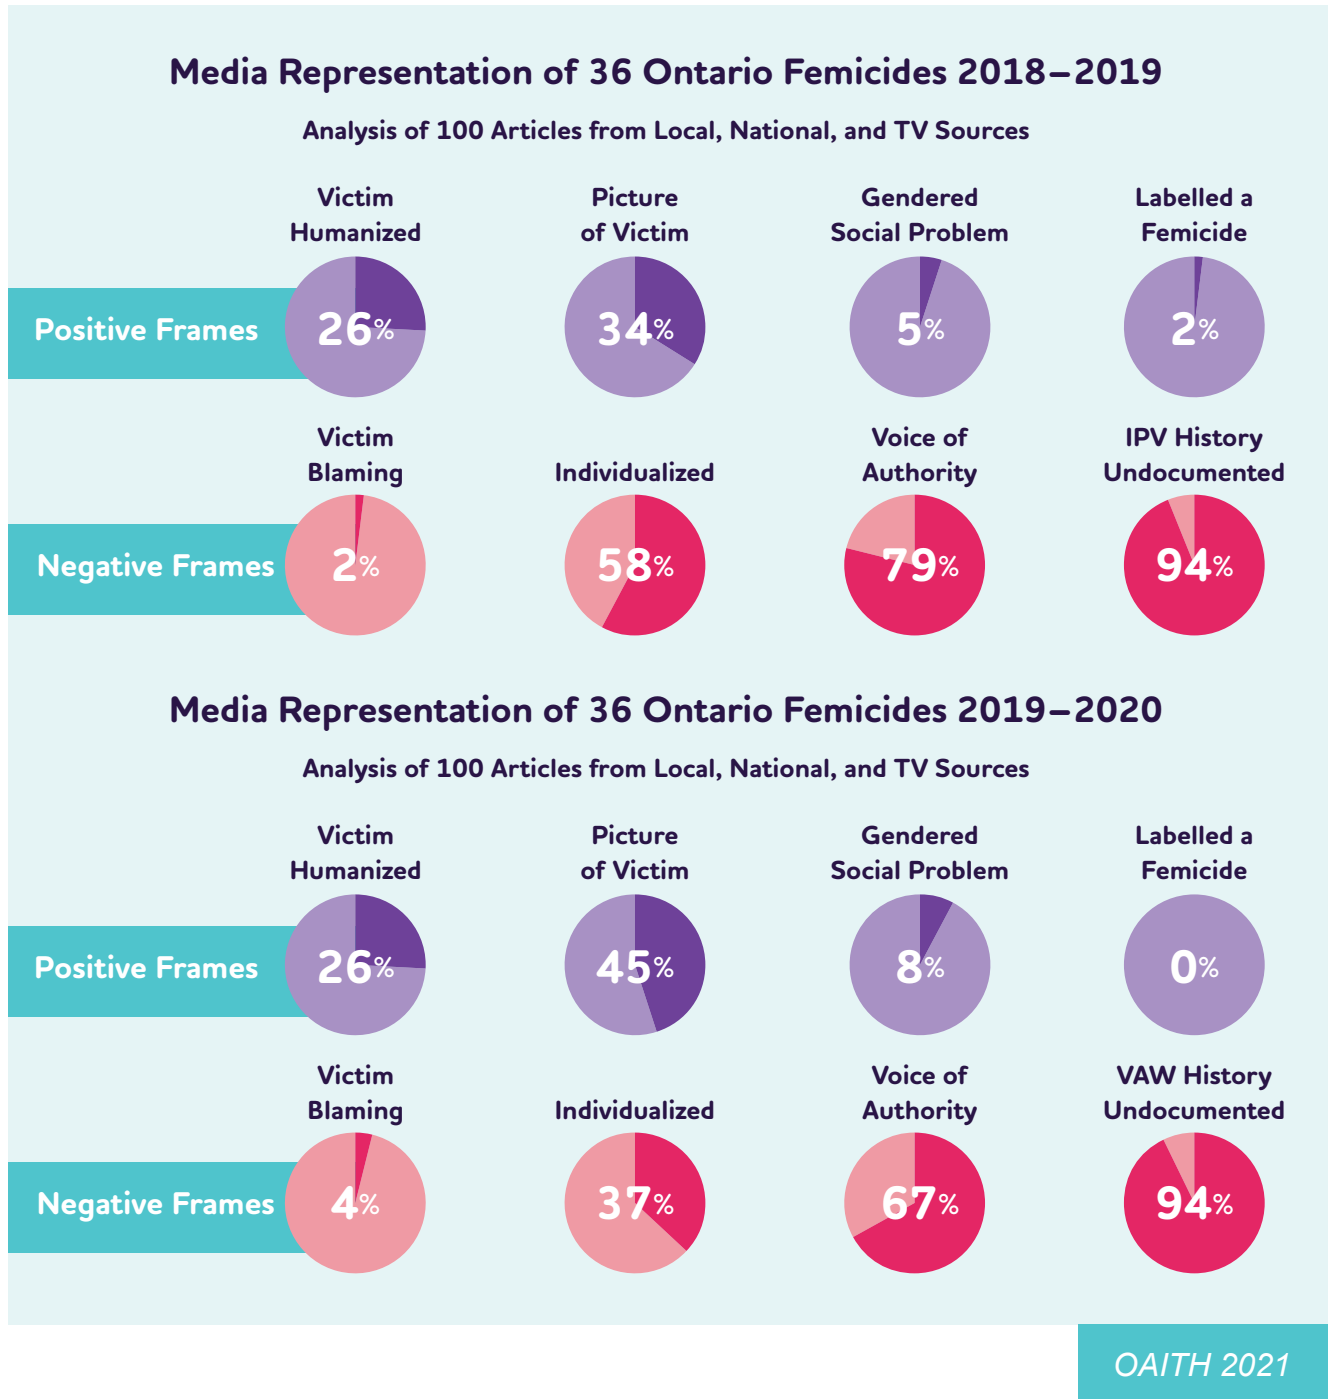 Media Representation of 36 Ontario Femicides 2018–2019
Analysis of 100 Articles from Local, National, and TV Sources
Positive Frames
Victim
Humanized
26%
Picture
of Victim
34%
Gendered
Social Problem
5%
Labelled a
Femicide
2%
Negative Frames
Victim
Blaming
2%
Individualized
58%
Voice of
Authority
79%
IPV History
Undocumented
94%
Media Representation of 36 Ontario Femicides 2019–2020
Analysis of 100 Articles from Local, National, and TV Sources
Positive Frames
Victim
Humanized
26%
Picture
of Victim
45%
Gendered
Social Problem
8%
Labelled a
Femicide
0%
Negative Frames
Victim
Blaming
4%
Individualized
37%
Voice of
Authority
67%
VAW History
Undocumented
94%
OAITH 2021